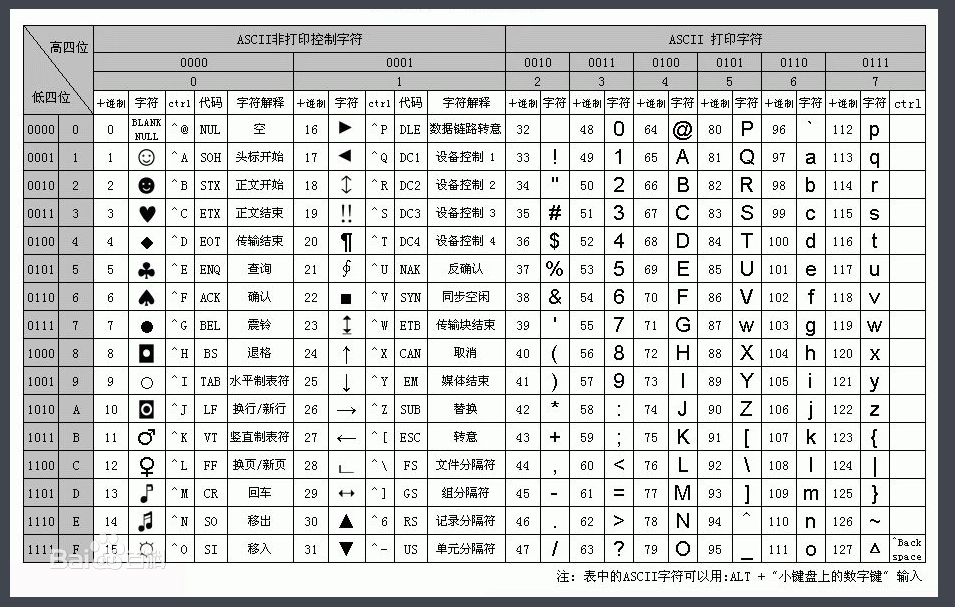 高四位 ASCII非打印控制字符 ASCII 打印字符
0000 0001 0010 0011 0100 0101 0110 0111
低四位 0 1 2 3 4 5 6 7
十进制 字符 ctrl 代码 字符解释 十进制 字符 ctrl 代码 字符解释 十进制 字符 十进制 字符 十进制 字符 十进制 字符 十进制 字符 十进制 字符 ctrl
0000 0 0 BLANK NULL ^@ NUL 空 16 ► ^P DLE 数据链路转意 32 48 0 64 @ 80 P 96 ` 112 p
0001 1 1 ☺ ^A SOH 头标开始 17 ◄ ^Q DC1 设备控制 1 33 ! 49 1 65 A 81 Q 97 a 113 q
0010 2 2 ☻ ^B STX 正文开始 18 ↕ ^R DC2 设备控制 2 34 " 50 2 66 B 82 R 98 b 114 r
0011 3 3 ♥ ^C ETX 正文结束 19 ‼ ^S DC3 设备控制 3 35 # 51 3 67 C 83 S 99 c 115 s
0100 4 4 ◆ ^D EOT 传输结束 20 ¶ ^T DC4 设备控制 4 36 $ 52 4 68 D 84 T 100 d 116 t
0101 5 5 ♣ ^E ENQ 查询 21 ∮ ^U NAK 反确认 37 % 53 5 69 E 85 U 101 e 117 u
0110 6 6 ♠ ^F ACK 确认 22 ■ ^V SYN 同步空闲 38 & 54 6 70 F 86 V 102 f 118 v
0111 7 7 ● ^G BEL 震铃 23 ↨ ^W ETB 传输块结束 39 ' 55 7 71 G 87 w 103 g 119 w
1000 8 8 ◘ ^H BS 退格 24 ↑ ^X CAN 取消 40 ( 56 8 72 H 88 X 104 h 120 x
1001 9 9 ○ ^I TAB 水平制表符 25 ↓ ^Y EM 媒体结束 41 ) 57 9 73 I 89 Y 105 i 121 y
1010 A 10 ◙ ^J LF 换行/新行 26 → ^Z SUB 替换 42 * 58 : 74 J 90 Z 106 j 122 z
1011 B 11 ♂ ^K VT 竖直制表符 27 ← ^[ ESC 转意 43 + 59 ; 75 K 91 [ 107 k 123 {
1100 C 12 ♀ ^L FF 换页/新页 28 ∟ ^\ FS 文件分隔符 44 , 60 < 76 L 92 \ 108 l 124 |
1101 D 13 ♪ ^M CR 回车 29 ↔ ^] GS 组分隔符 45 - 61 = 77 M 93 ] 109 m 125 }
1110 E 14 ♫ ^N SO 移出 30 ▲ ^6 RS 记录分隔符 46 . 62 > 78 N 94 ^ 110 n 126 ~
1111 F 15 ☼ ^O SI 移入 31 ▼ ^- US 单元分隔符 47 / 63 ? 79 O 95 _ 111 o 127 Δ ^Back space
Baidu百科
注: 表中的ASCII字符可以用:ALT + "小键盘上的数字键" 输入